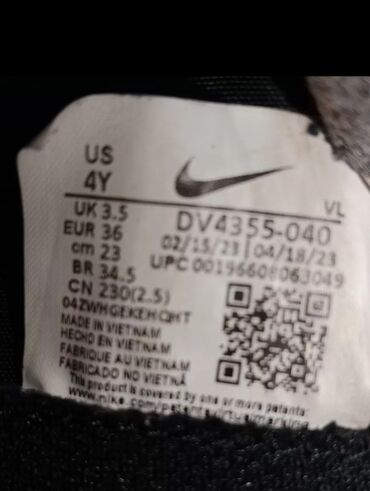 US
4Y
VL
UK 3.5
EUR 36
cm 23
BR 34.5
CN 230(2.5)
DV4355-040
02/15/23 04/18/23
UPC 00196608063049
04ZWHGEKEHQHT
MADE IN VIETNAM
HECHO EN VIETNAM
FABRIQUE AU VIETNAM
FABRICADO NO VIETNÃ
This product is covered by one or more patents:
www.nike.com/patents